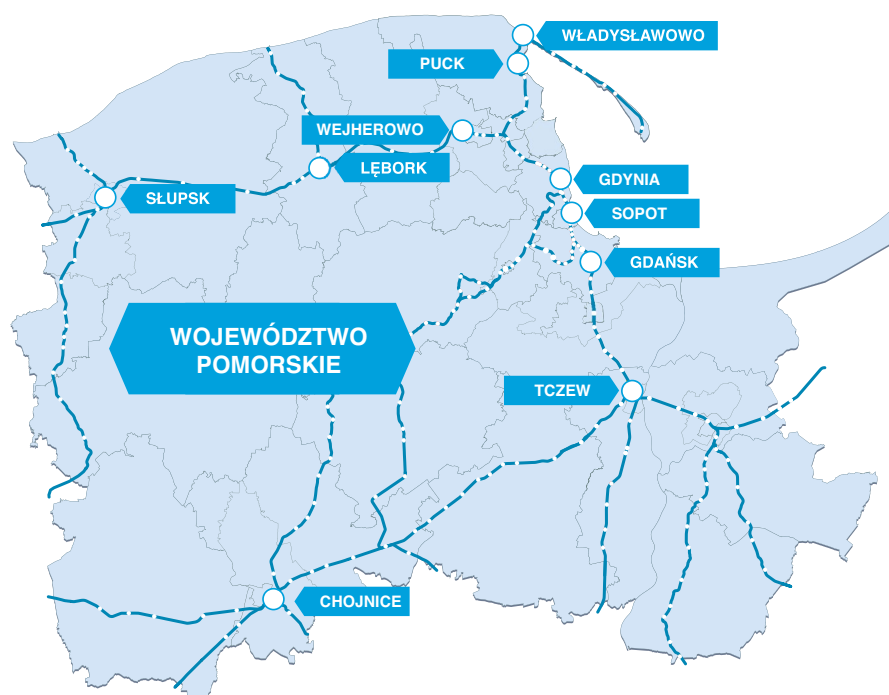 WŁADYSŁAWOWO
PUCK
WEJHEROWO
LĘBORK
GDYNIA
SŁUPSK
SOPOT
GDAŃSK
WOJEWÓDZTWO
POMORSKIE
TCZEW
CHOJNICE